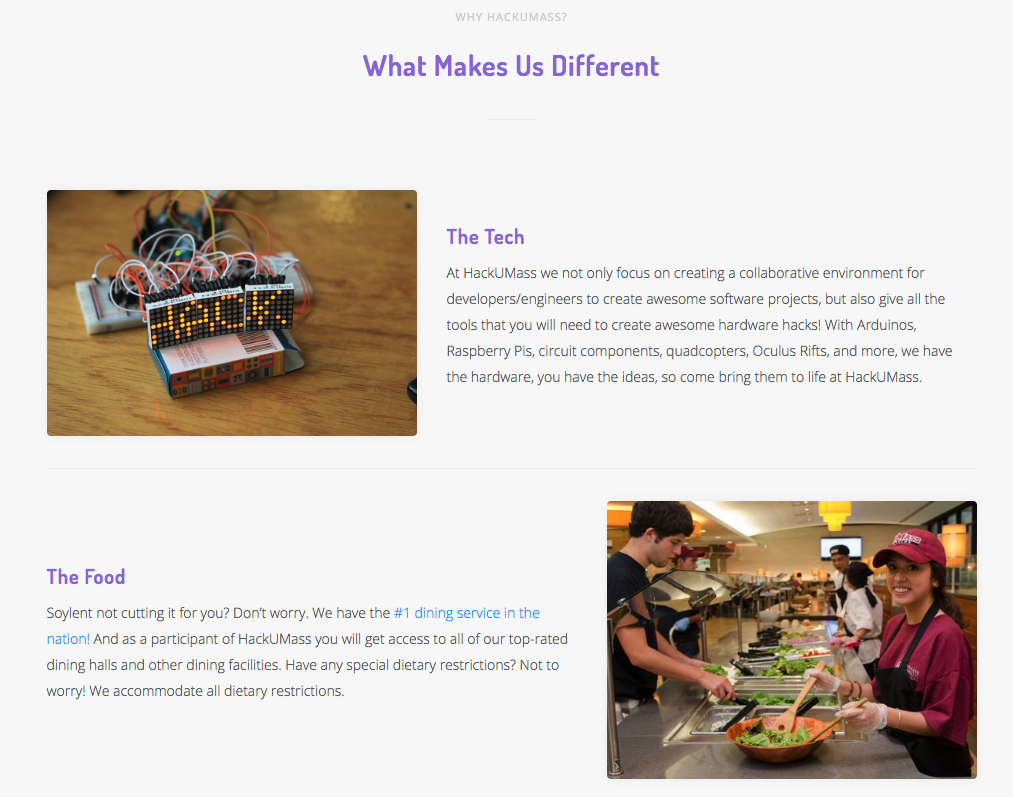 WHY HACKUMASS?
What Makes Us Different
HACK
The Tech
At HackUMass we not only focus on creating a collaborative environment for
developers/engineers to create awesome software projects, but also give all the
tools that you will need to create awesome hardware hacks! With Arduinos,
Raspberry Pis, circuit components, quadcopters, Oculus Rifts, and more, we have
the hardware, you have the ideas, so come bring them to life at HackUMass.
The Food
Soylent not cutting it for you? Don't worry. We have the #1 dining service in the
nation! And as a participant of HackUMass you will get access to all of our top-rated
dining halls and other dining facilities. Have any special dietary restrictions? Not to
worry! We accommodate all dietary restrictions.